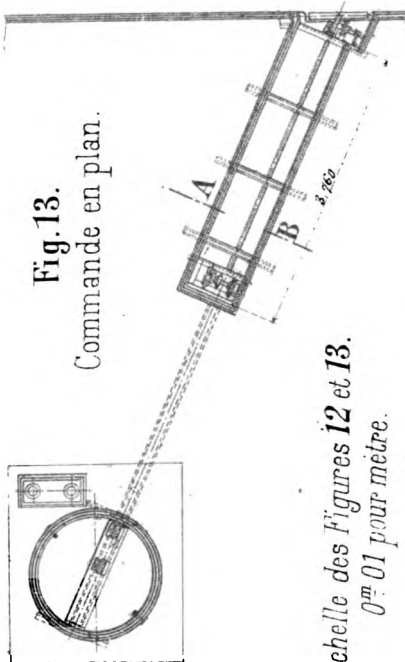 Fig. 13.
Commande en plan.
A
B
3,760
chelle des Figures 12 et 13.
0m 01 pour mètre.